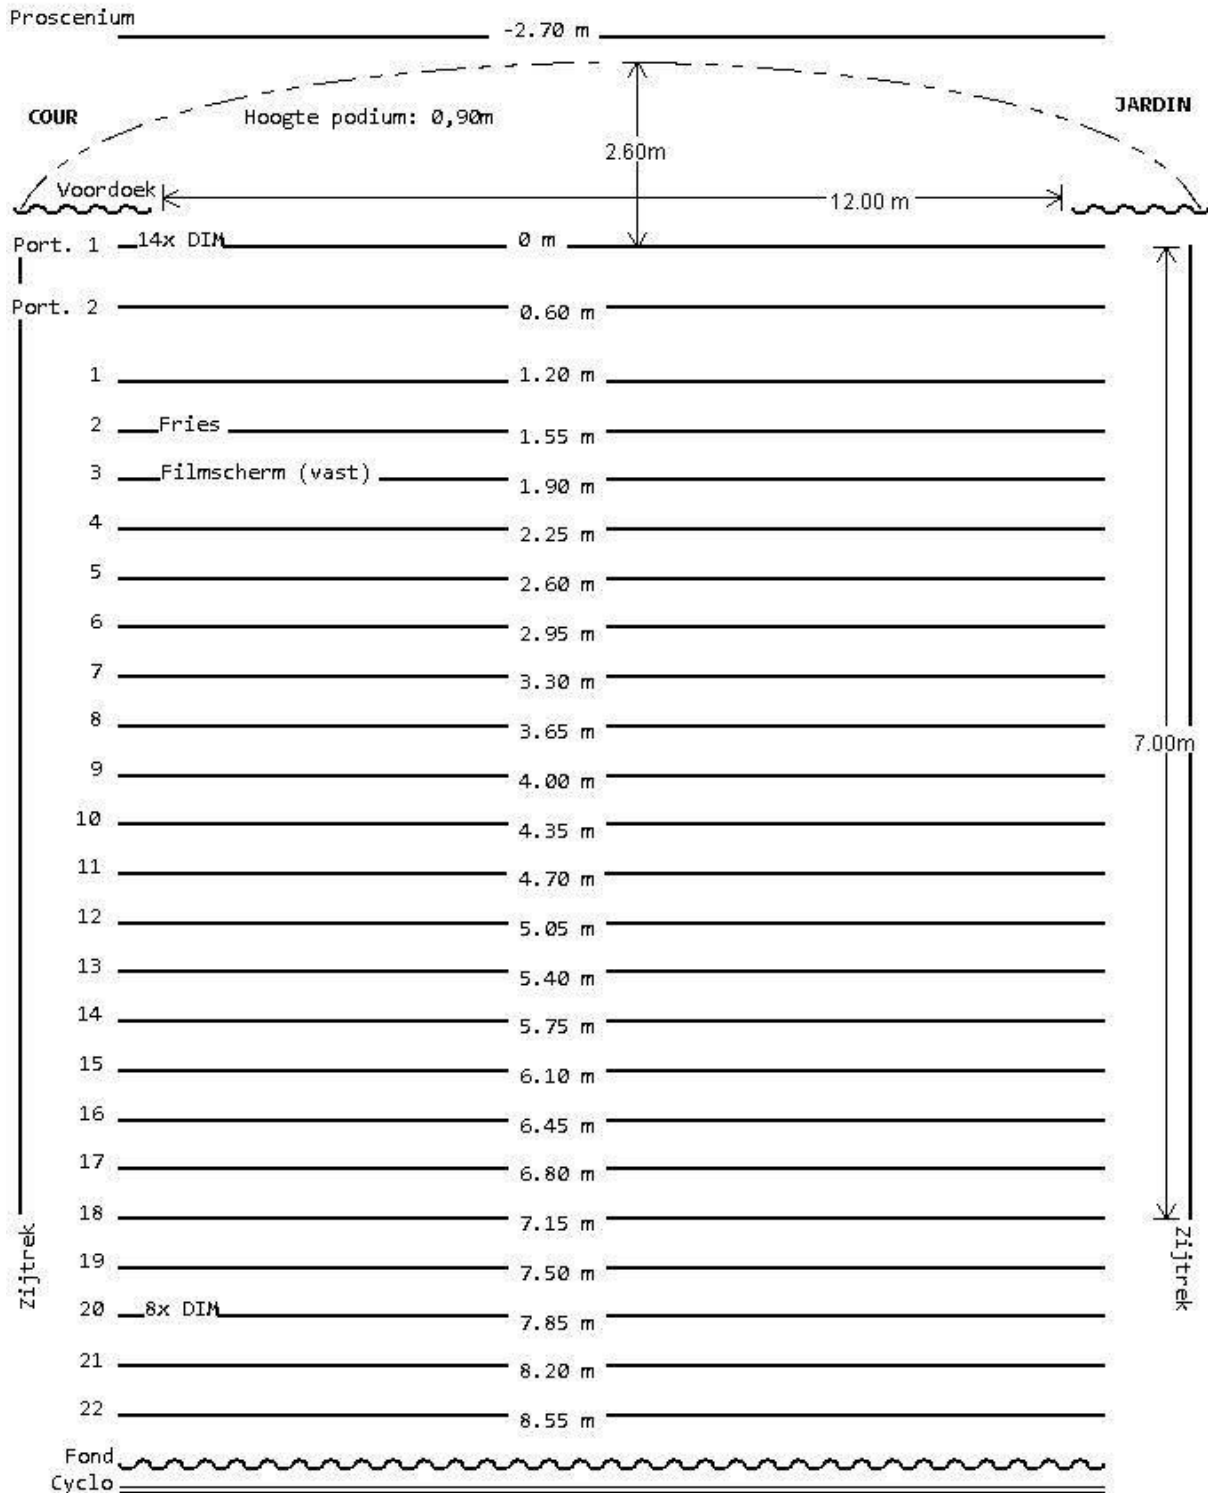 Proscenium
-2.70 m
COUR
Hoogte podium: 0,90m
JARDIN
2.60m
Voordoek
12.00 m
Port. 1 14x DIM 0 m
Port. 2 0.60 m
1 1.20 m
2 Fries 1.55 m
3 Filmscherm (vast) 1.90 m
4 2.25 m
5 2.60 m
6 2.95 m
7 3.30 m
8 3.65 m
7.00m
9 4.00 m
10 4.35 m
11 4.70 m
12 5.05 m
13 5.40 m
14 5.75 m
15 6.10 m
16 6.45 m
17 6.80 m
18 7.15 m
19 7.50 m
Zijtrek
Zijtrek
20 8x DIM 7.85 m
21 8.20 m
22 8.55 m
Fond
Cyclo